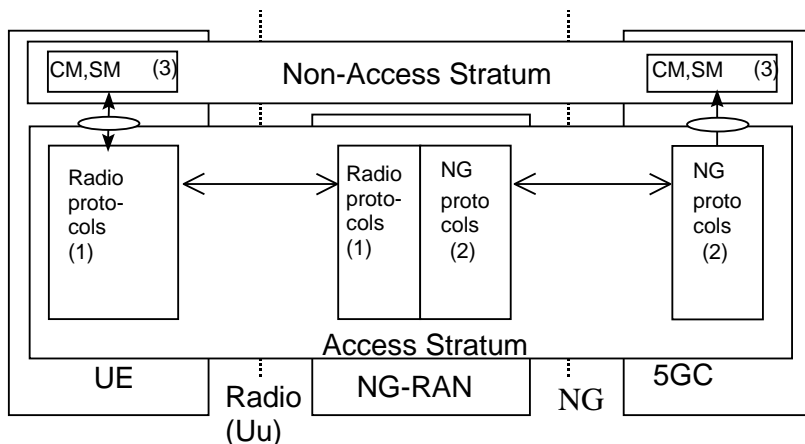 CM,SM (3)
Non-Access Stratum
CM,SM (3)
Radio
proto-
cols
(1)
Radio
proto-
cols
(1)
NG
proto
cols
(2)
NG
proto
cols
(2)
Access Stratum
UE
Radio
(Uu)
NG-RAN
NG
5GC